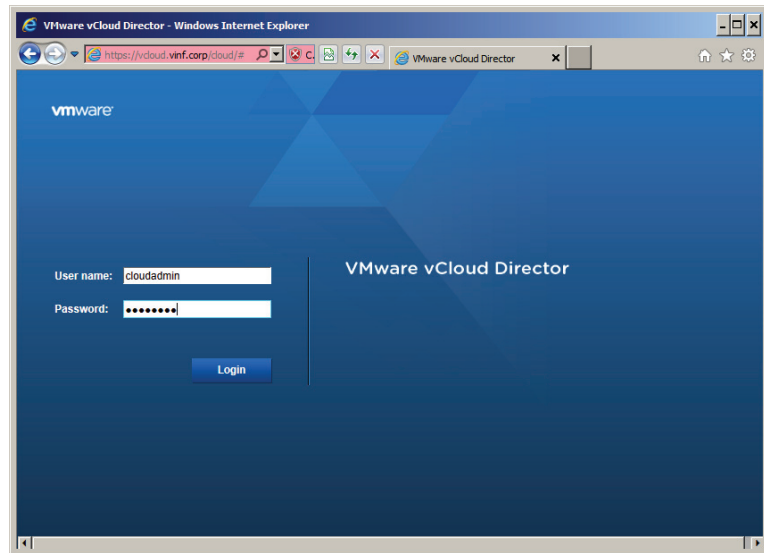 VMware vCloud Director - Windows Internet Explorer
https://vcloud.vinf.corp/cloud/# C.
VMware vCloud Director
vmware
User name: cloudadmin
VMware vCloud Director
Password: ●●●●●●●●
Login